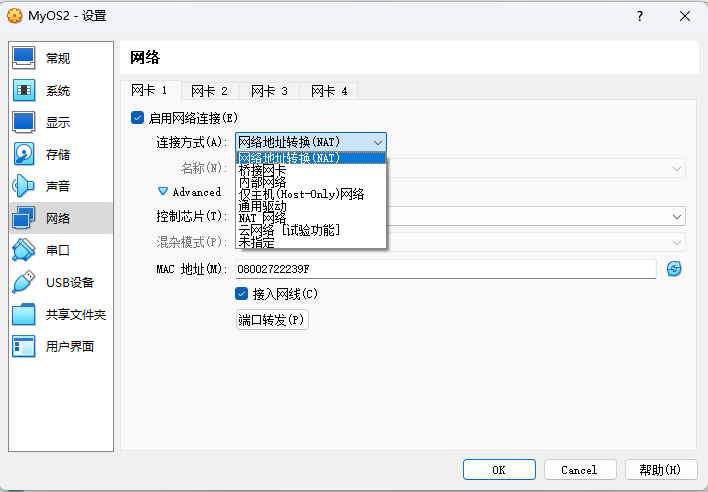 MyOS2 - 设置
?
常规
系统
显示
存储
声音
网络
串口
USB设备
共享文件夹
用户界面
网络
网卡 1 网卡 2 网卡 3 网卡 4
启用网络连接(E)
连接方式(A): 网络地址转换(NAT)
网络地址转换(NAT)
桥接网卡
内部网络
仅主机(Host-Only)网络
通用驱动
NAT 网络
云网络 [试验功能]
未指定
名称(N):
Advanced
控制芯片(T):
混杂模式(P):
MAC 地址(M): 08002722239F
接入网线(C)
端口转发(P)
OK Cancel 帮助(H)